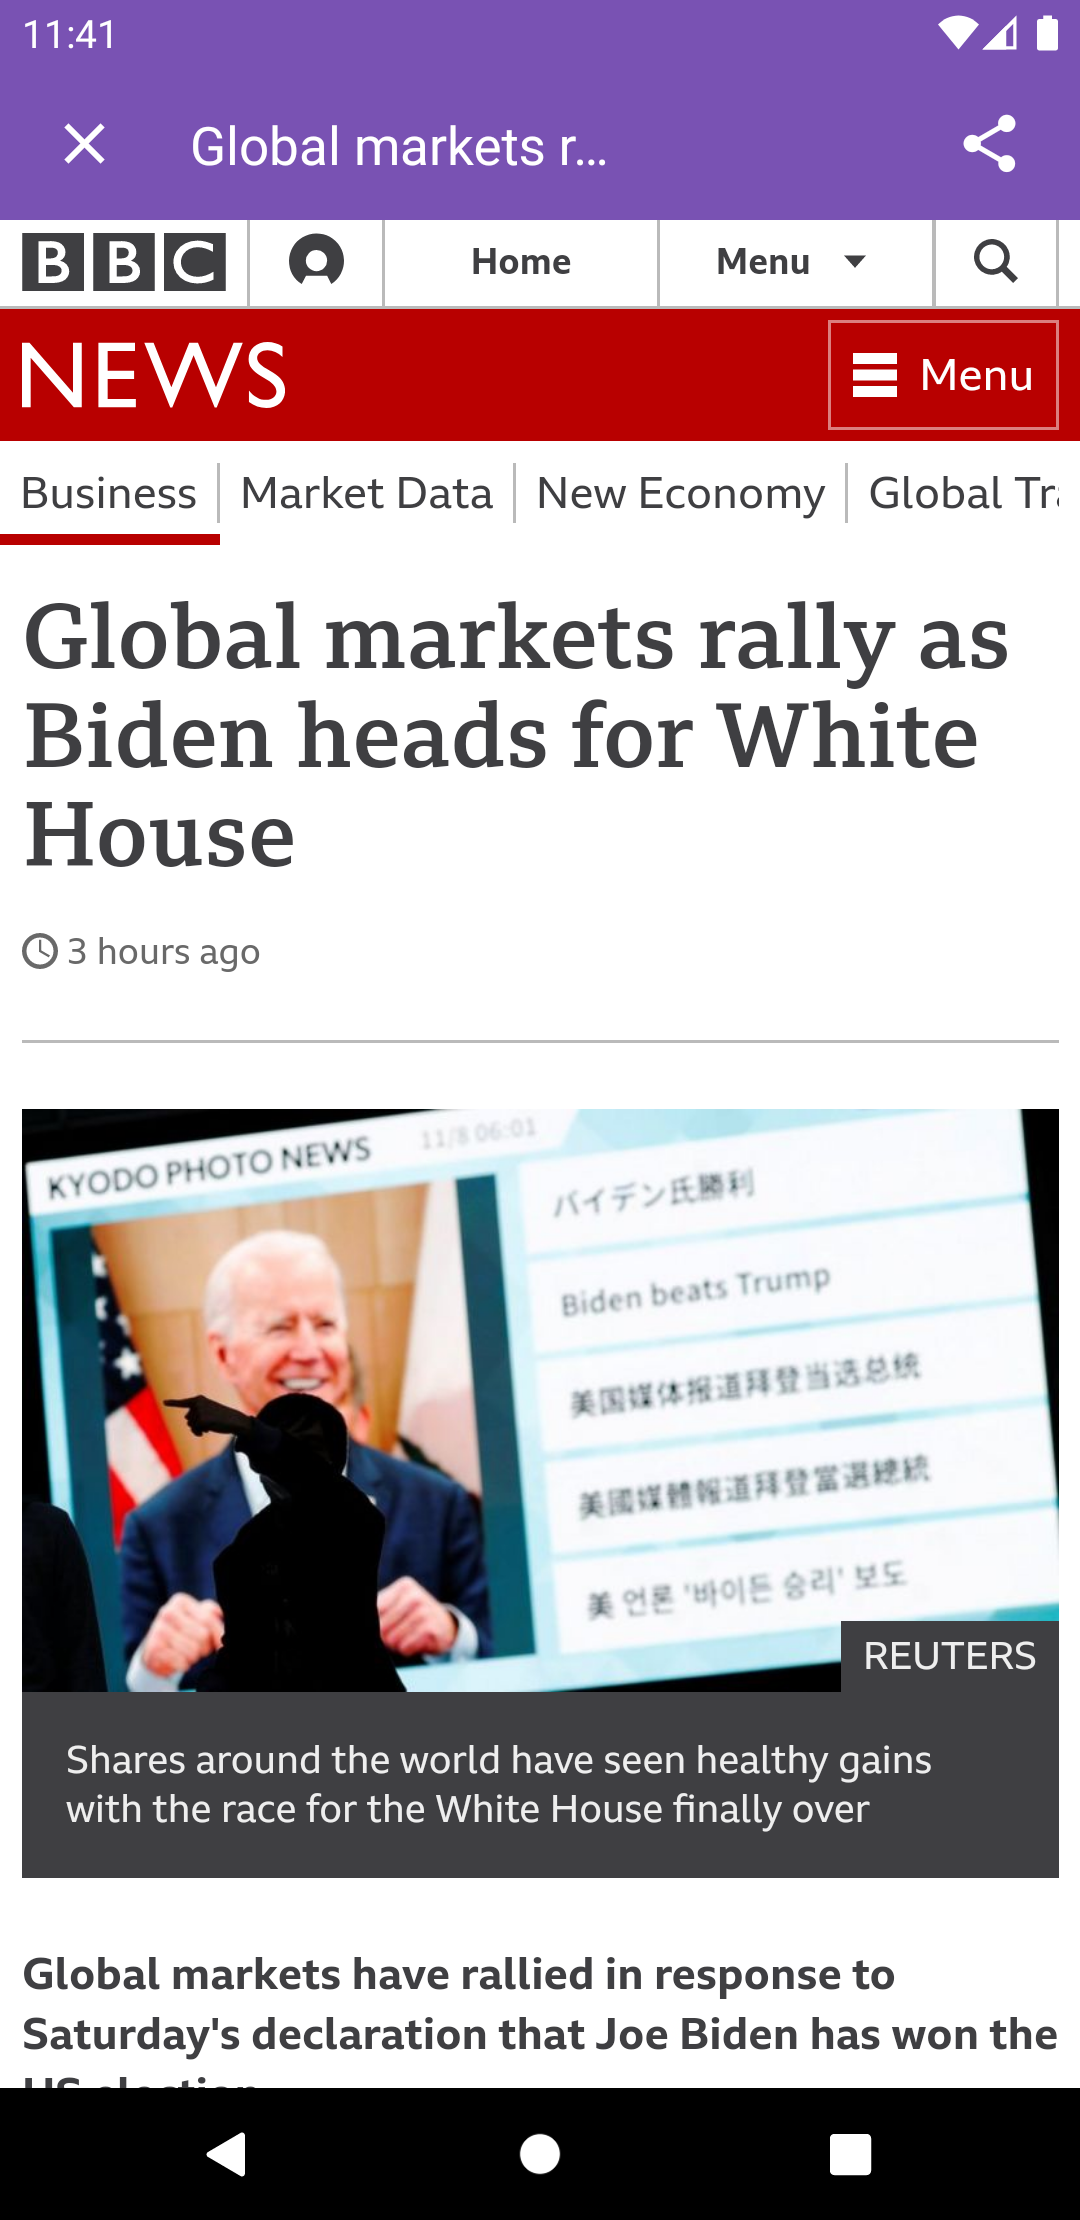 11:41
Global markets r...
BBC
Home
Menu
NEWS
Menu
Business
Market Data
New Economy
Global Tra
Global markets rally as
Biden heads for White
House
3 hours ago
KYODO PHOTO NEWS
11/8 06:01
バイデン氏勝利
Biden beats Trump
美国媒体报道拜登当选总统
美國媒體報道拜登當選總統
美 언론 '바이든 승리' 보도
REUTERS
Shares around the world have seen healthy gains
with the race for the White House finally over
Global markets have rallied in response to
Saturday's declaration that Joe Biden has won the
US election